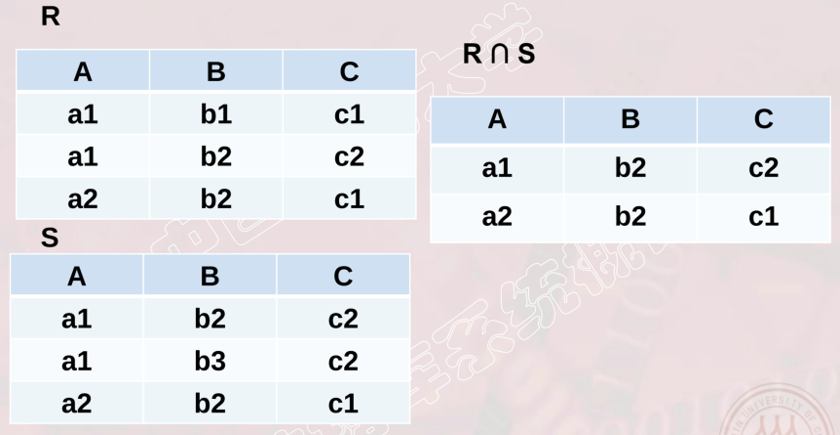 R
A B C
a1 b1 c1
a1 b2 c2
a2 b2 c1
S
A B C
a1 b2 c2
a1 b3 c2
a2 b2 c1
R ∩ S
A B C
a1 b2 c2
a2 b2 c1